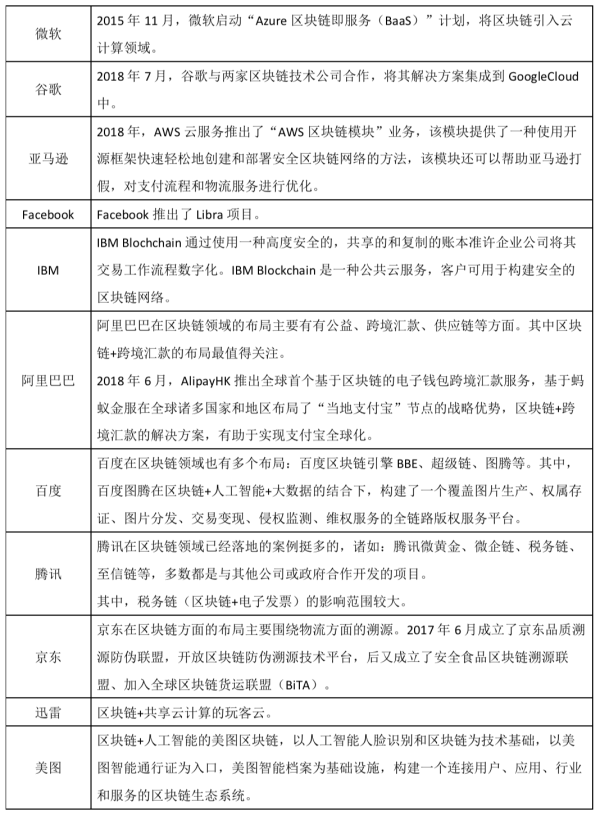 微软
2015 年 11 月，微软启动“Azure 区块链即服务（BaaS）”计划，将区块链引入云
计算领域。
谷歌
2018 年 7 月，谷歌与两家区块链技术公司合作，将其解决方案集成到 GoogleCloud
中。
亚马逊
2018 年，AWS 云服务推出了“AWS 区块链模块”业务，该模块提供了一种使用开
源框架快速轻松地创建和部署安全区块链网络的方法，该模块还可以帮助亚马逊打
假，对支付流程和物流服务进行优化。
Facebook
Facebook 推出了 Libra 项目。
IBM
IBM Blochchain 通过使用一种高度安全的，共享的和复制的账本准许企业公司将其
交易工作流程数字化。IBM Blockchain 是一种公共云服务，客户可用于构建安全的
区块链网络。
阿里巴巴
阿里巴巴在区块链领域的布局主要有有公益、跨境汇款、供应链等方面。其中区块
链+跨境汇款的布局最值得关注。
2018 年 6 月，AlipayHK 推出全球首个基于区块链的电子钱包跨境汇款服务，基于蚂
蚁金服在全球诸多国家和地区布局了“当地支付宝”节点的战略优势，区块链+跨
境汇款的解决方案，有助于实现支付宝全球化。
百度
百度在区块链领域也有多个布局：百度区块链引擎 BBE、超级链、图腾等。其中，
百度图腾在区块链+人工智能+大数据的结合下，构建了一个覆盖图片生产、权属存
证、图片分发、交易变现、侵权监测、维权服务的全链路版权服务平台。
腾讯
腾讯在区块链领域已经落地的案例挺多的，诸如：腾讯微黄金、微企链、税务链、
至信链等，多数都是与其他公司或政府合作开发的项目。
其中，税务链（区块链+电子发票）的影响范围较大。
京东
京东在区块链方面的布局主要围绕物流方面的溯源。2017 年 6 月成立了京东品质溯
源防伪联盟，开放区块链防伪溯源技术平台，后又成立了安全食品区块链溯源联
盟、加入全球区块链货运联盟（BiTA）。
迅雷
区块链+共享云计算的玩客云。
美图
区块链+人工智能的美图区块链，以人工智能人脸识别和区块链为技术基础，以美
图智能通行证为入口，美图智能档案为基础设施，构建一个连接用户、应用、行业
和服务的区块链生态系统。